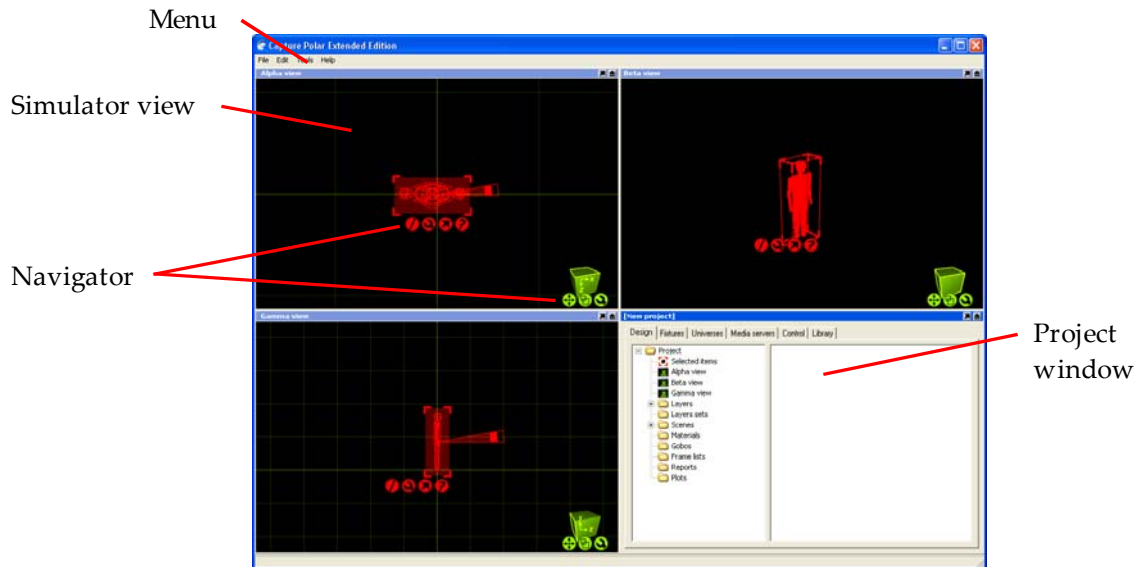 Menu
Capture Polar Extended Edition
File Edit Tools Help
Simulator view
Alpha view
Beta view
Navigator
Gamma view
[New project]
Design Fixtures Universes Media servers Control Library
Project
Selected items
Alpha view
Beta view
Gamma view
Layers
Layers sets
Scenes
Materials
Gobos
Frame lists
Reports
Plots
Project
window